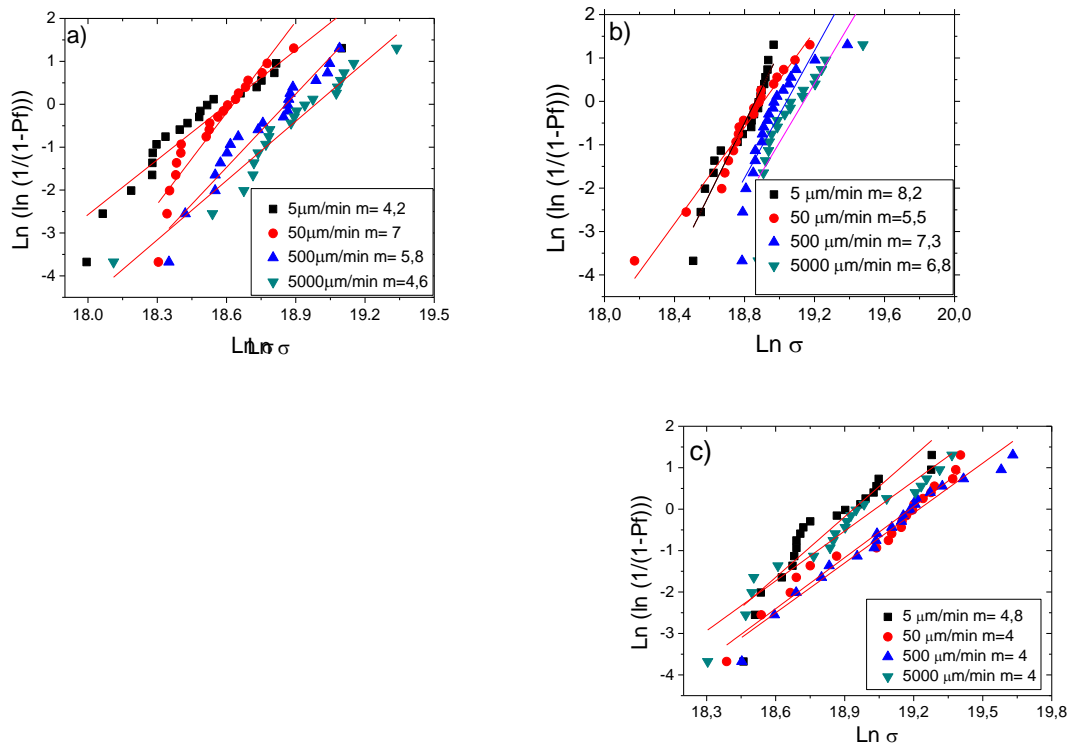 a)
Ln (ln (1/(1-Pf)))
2
1
0
-1
-2
-3
-4
5μm/min m= 4,2
50μm/min m= 7
500μm/min m= 5,8
5000μm/min m=4,6
18.0 18.3 18.6 18.9 19.2 19.5
Ln σ
Ln σ
b)
Ln (ln (1/(1-Pf)))
2
1
0
-1
-2
-3
-4
5 μm/min m= 8,2
50 μm/min m=5,5
500 μm/min m= 7,3
5000 μm/min m= 6,8
18,0 18,4 18,8 19,2 19,6 20,0
Ln σ
c)
Ln (ln (1/(1-Pf)))
2
1
0
-1
-2
-3
-4
5 μm/min m= 4,8
50 μm/min m=4
500 μm/min m= 4
5000 μm/min m= 4
18,3 18,6 18,9 19,2 19,5 19,8
Ln σ